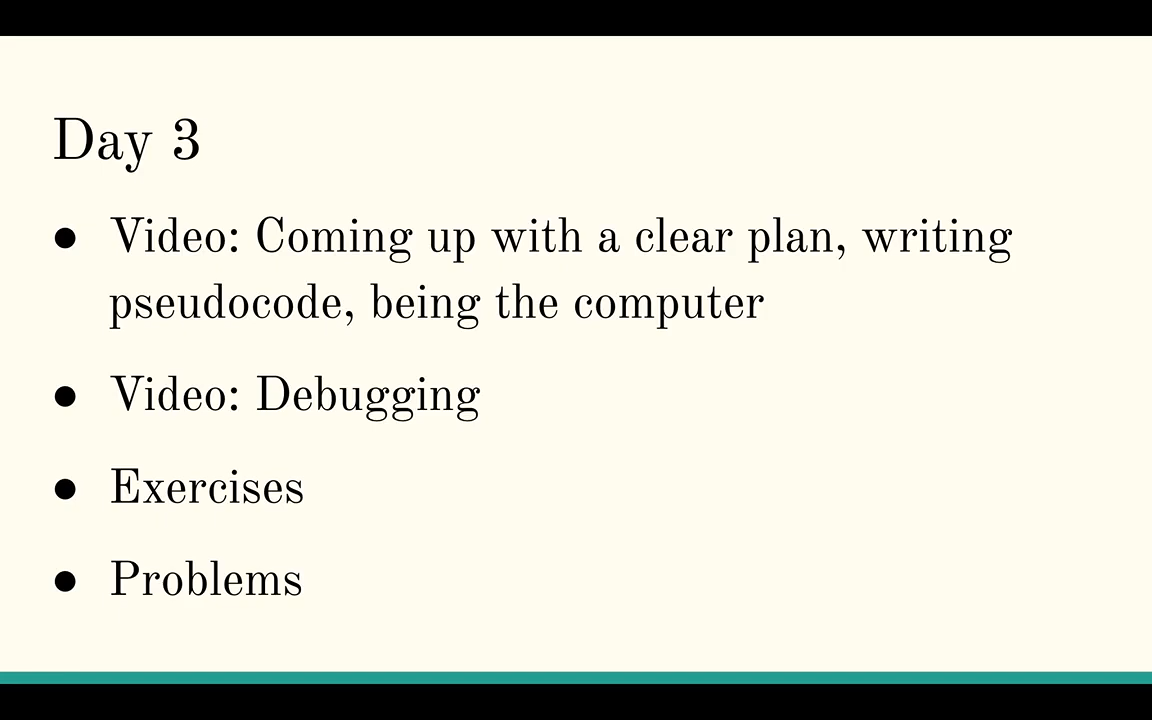 Day 3
● Video: Coming up with a clear plan, writing
pseudocode, being the computer
● Video: Debugging
● Exercises
● Problems